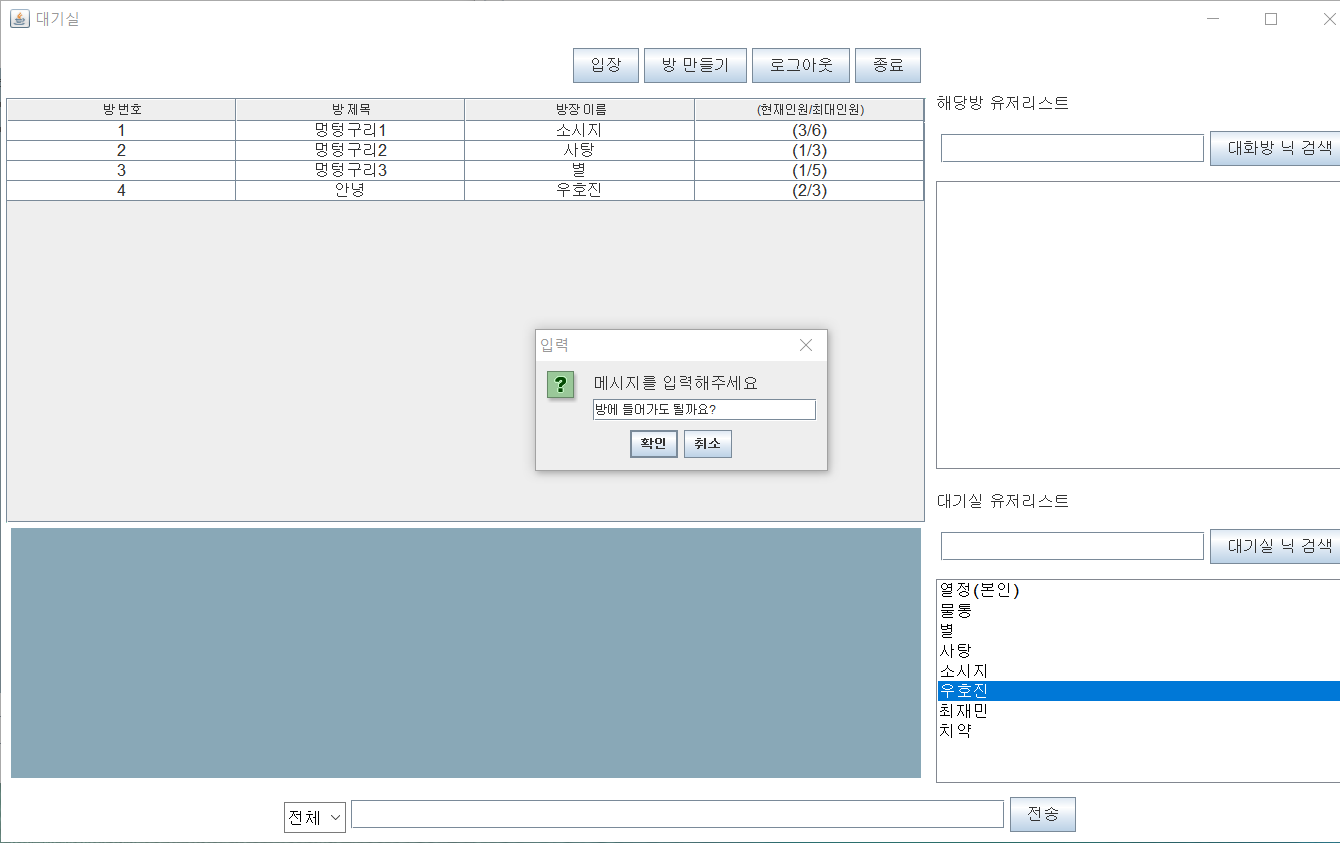 대기실
입장 방 만들기 로그아웃 종료
방번호 방제목 방장이름 (현재인원/최대인원)
1 멍텅구리1 소시지 (3/6)
2 멍텅구리2 사탕 (1/3)
3 멍텅구리3 별 (1/5)
4 안녕 우호진 (2/3)
해당방 유저리스트
대화방 닉 검색
입력
? 메시지를 입력해주세요
방에 들어가도 될까요?
확인 취소
대기실 유저리스트
대기실 닉 검색
열정(본인)
물통
별
사탕
소시지
우호진
최재민
치약
전체 전송